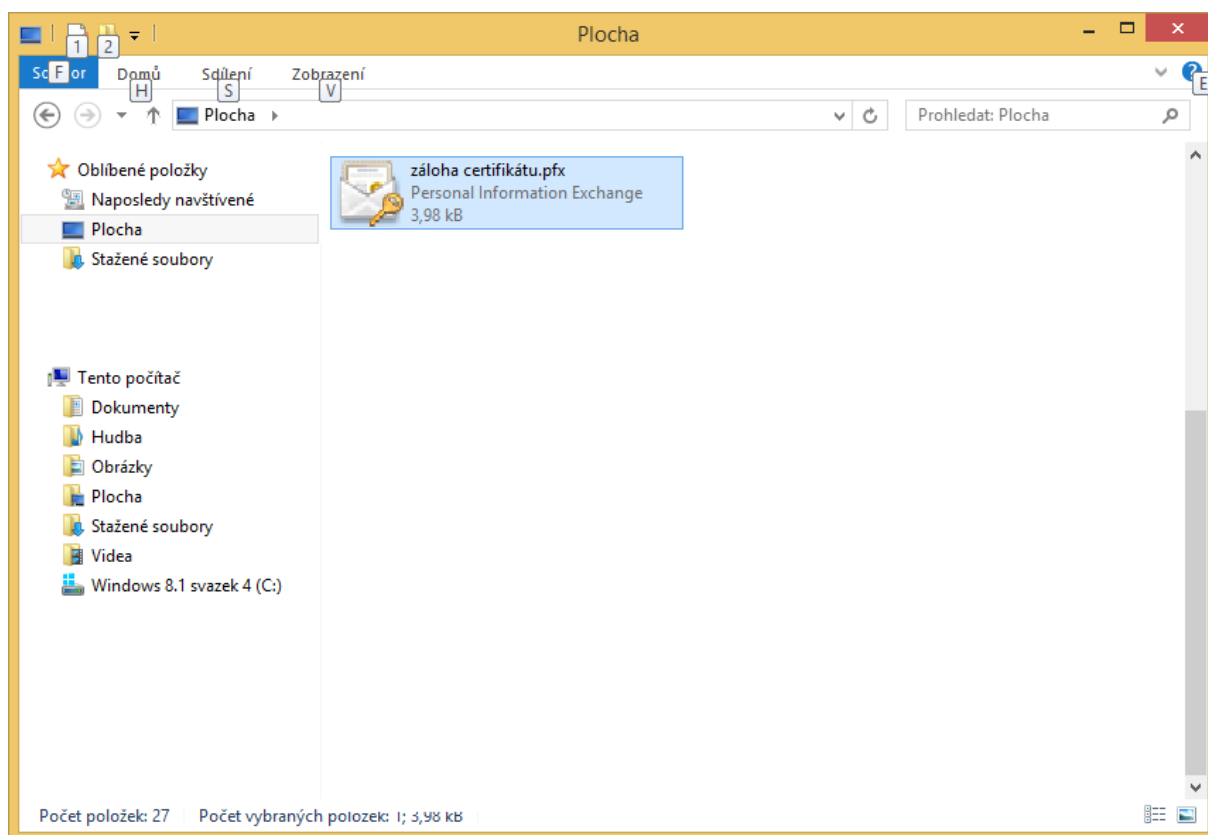 Plocha
1
2
F
Domů
Sdílení
Zobrazení
H
S
V
E
Plocha
Prohledat: Plocha
Oblíbené položky
Naposledy navštívené
Plocha
Stažené soubory
záloha certifikátu.pfx
Personal Information Exchange
3,98 kB
Tento počítač
Dokumenty
Hudba
Obrázky
Plocha
Stažené soubory
Videa
Windows 8.1 svazek 4 (C:)
Počet položek: 27
Počet vybraných položek: 1; 3,98 kB